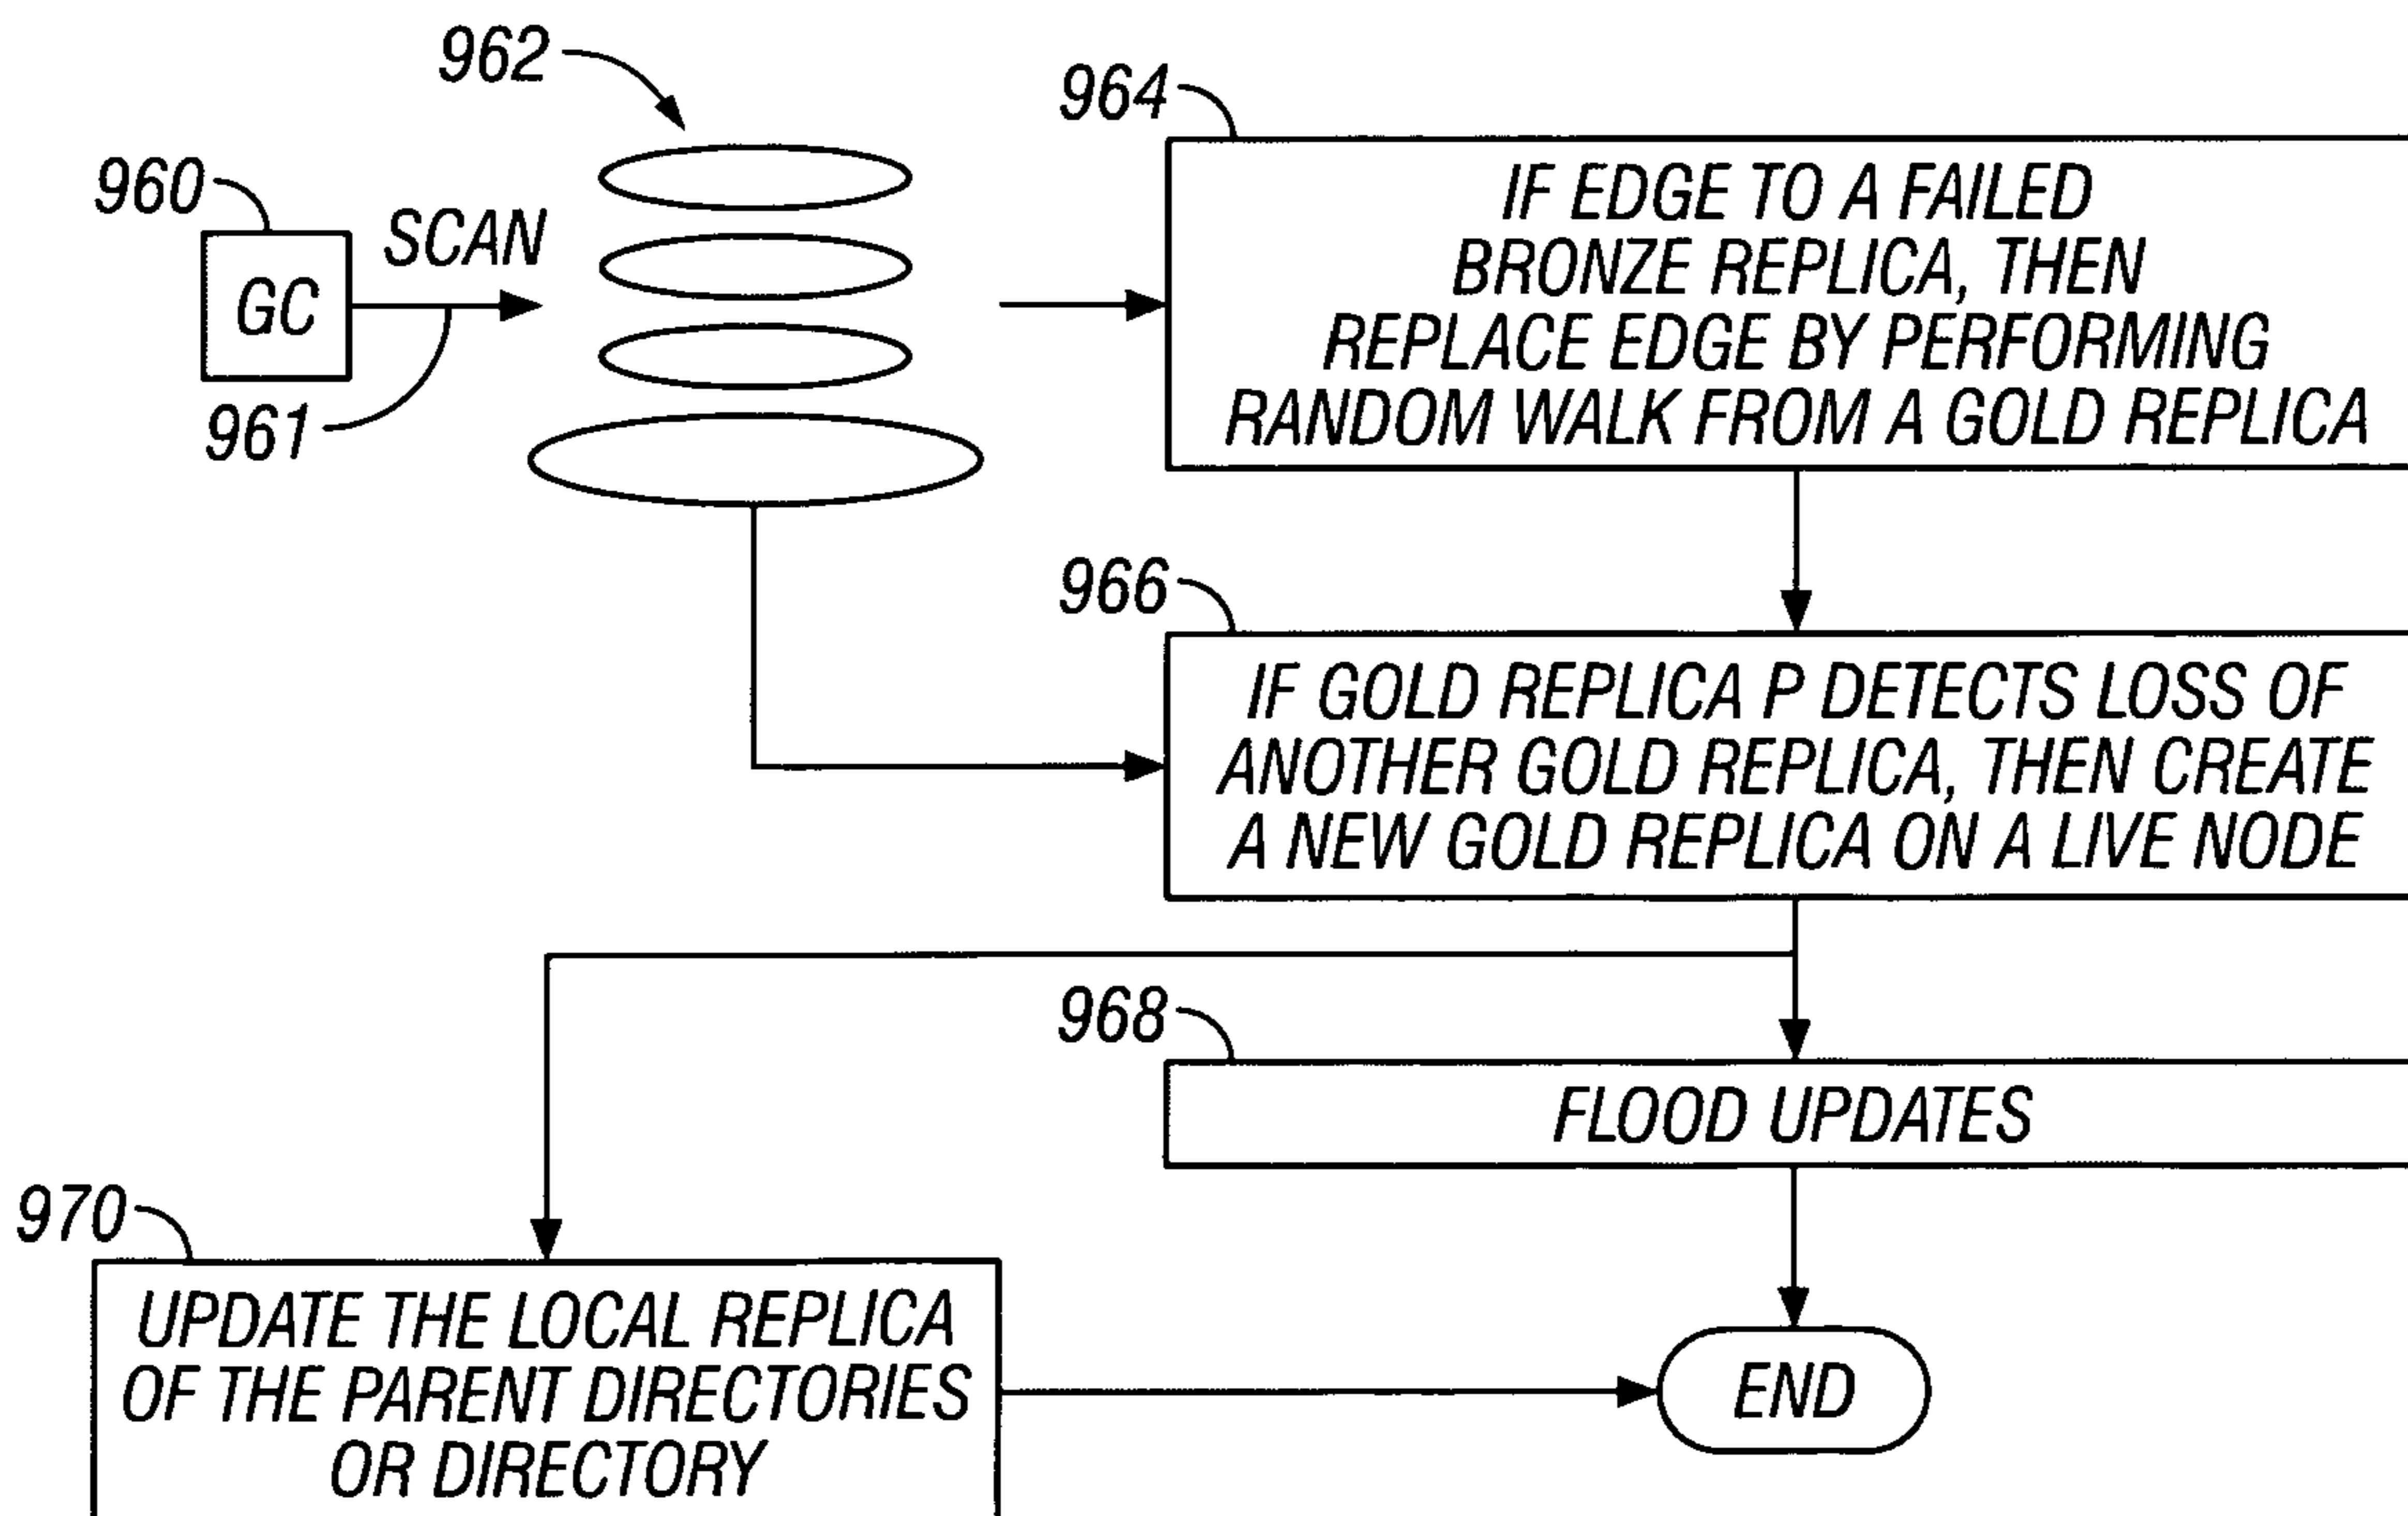 962
964
960
SCAN
GC
961
IF EDGE TO A FAILED
BRONZE REPLICA, THEN
REPLACE EDGE BY PERFORMING
RANDOM WALK FROM A GOLD REPLICA
966
IF GOLD REPLICA P DETECTS LOSS OF
ANOTHER GOLD REPLICA, THEN CREATE
A NEW GOLD REPLICA ON A LIVE NODE
968
FLOOD UPDATES
970
UPDATE THE LOCAL REPLICA
OF THE PARENT DIRECTORIES
OR DIRECTORY
END